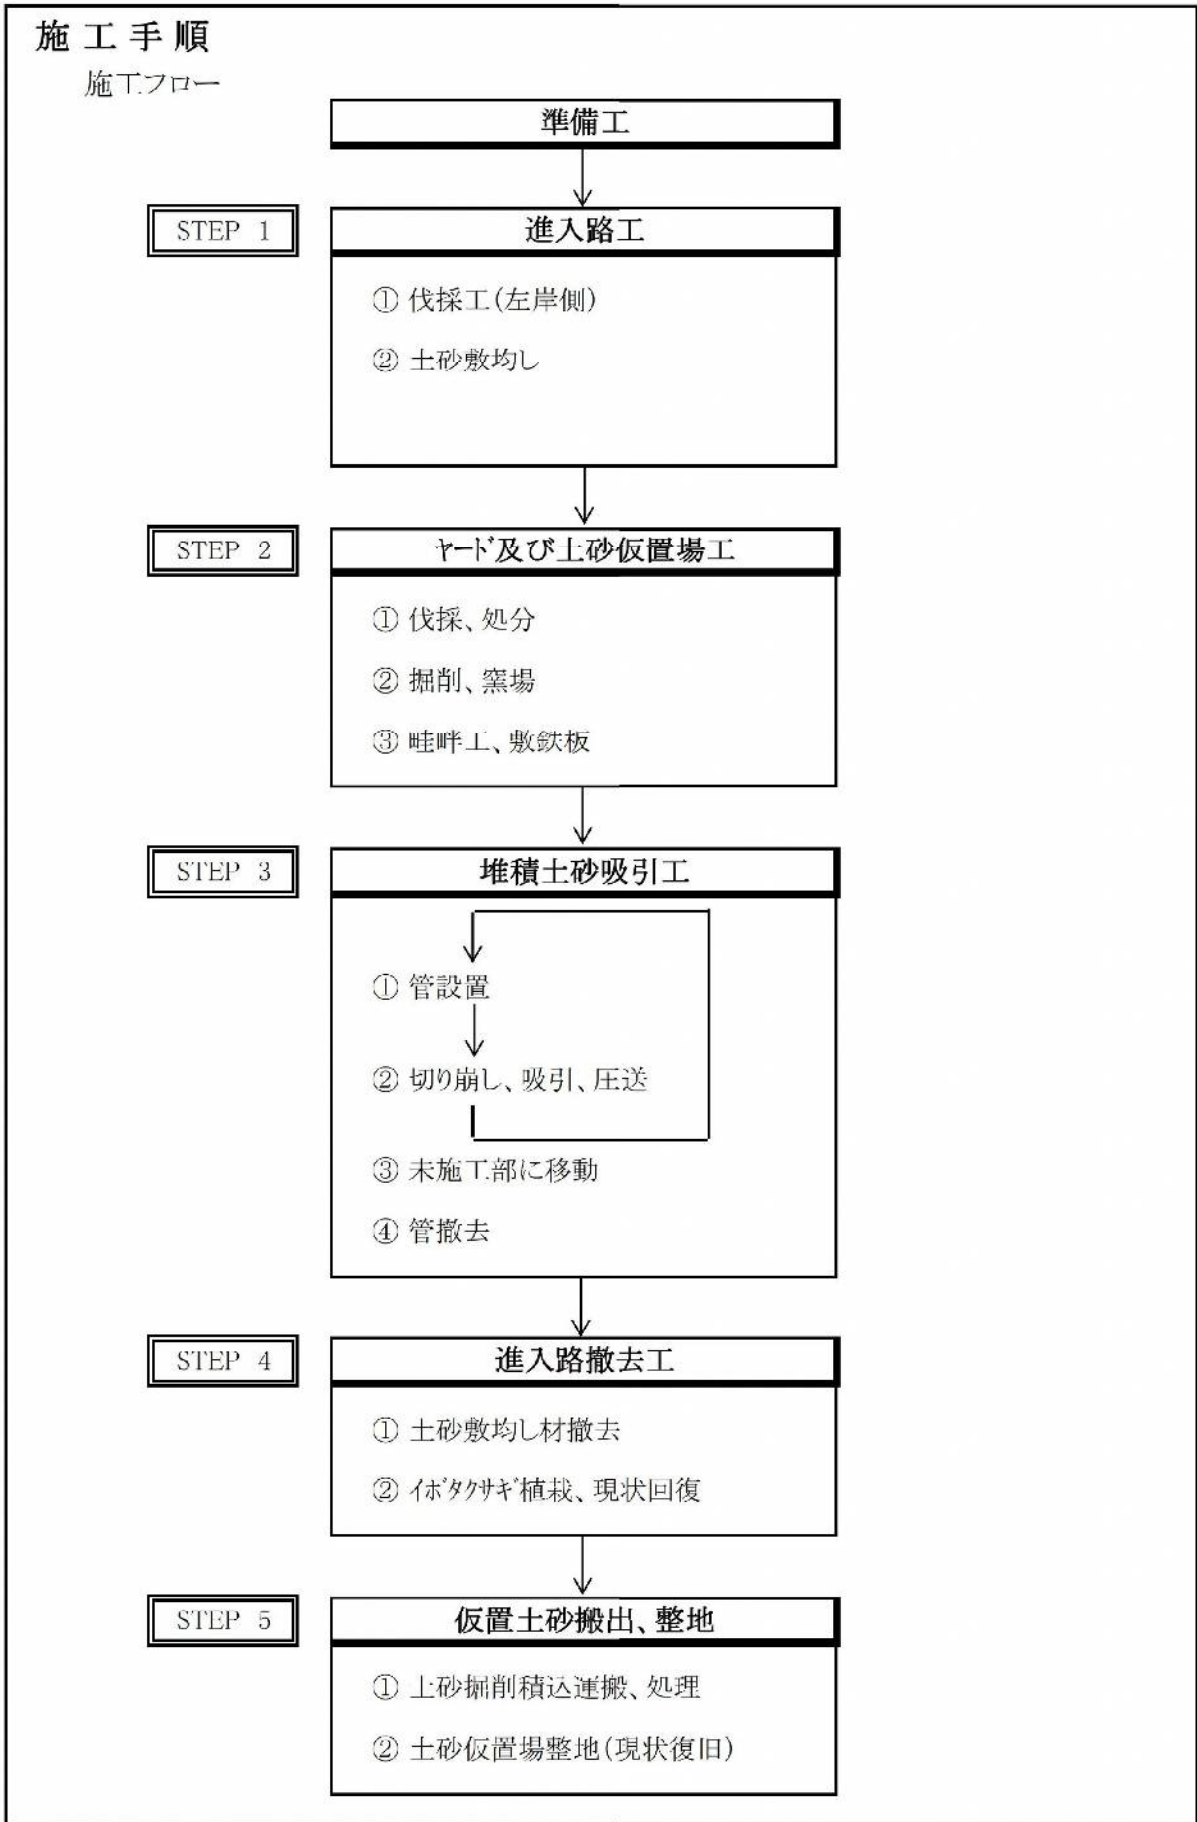 施工手順
施工フロー
準備工
STEP 1
進入路工
① 伐採工(左岸側)
② 土砂敷均し
STEP 2
ヤード及び土砂仮置場工
① 伐採、処分
② 掘削、窯場
③ 畦畔工、敷鉄板
STEP 3
堆積土砂吸引工
① 管設置
② 切り崩し、吸引、圧送
③ 未施工部に移動
④ 管撤去
STEP 4
進入路撤去工
① 土砂敷均し材撤去
② イボタクサギ植栽、現状回復
STEP 5
仮置土砂搬出、整地
① 土砂掘削積込運搬、処理
② 土砂仮置場整地(現状復旧)